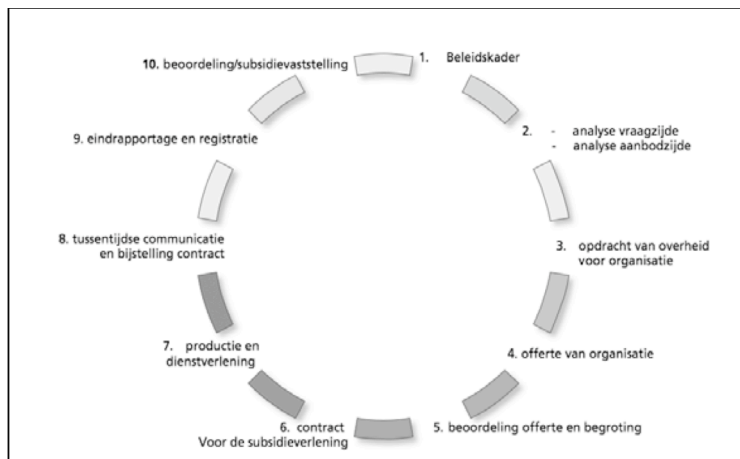 1. Beleidskader
2. - analyse vraagzijde
- analyse aanbodzijde
3. opdracht van overheid
voor organisatie
4. offerte van organisatie
5. beoordeling offerte en begroting
6. contract
Voor de subsidieverlening
7. productie en
dienstverlening
8. tussentijdse communicatie
en bijstelling contract
9. eindrapportage en registratie
10. beoordeling/subsidievaststelling